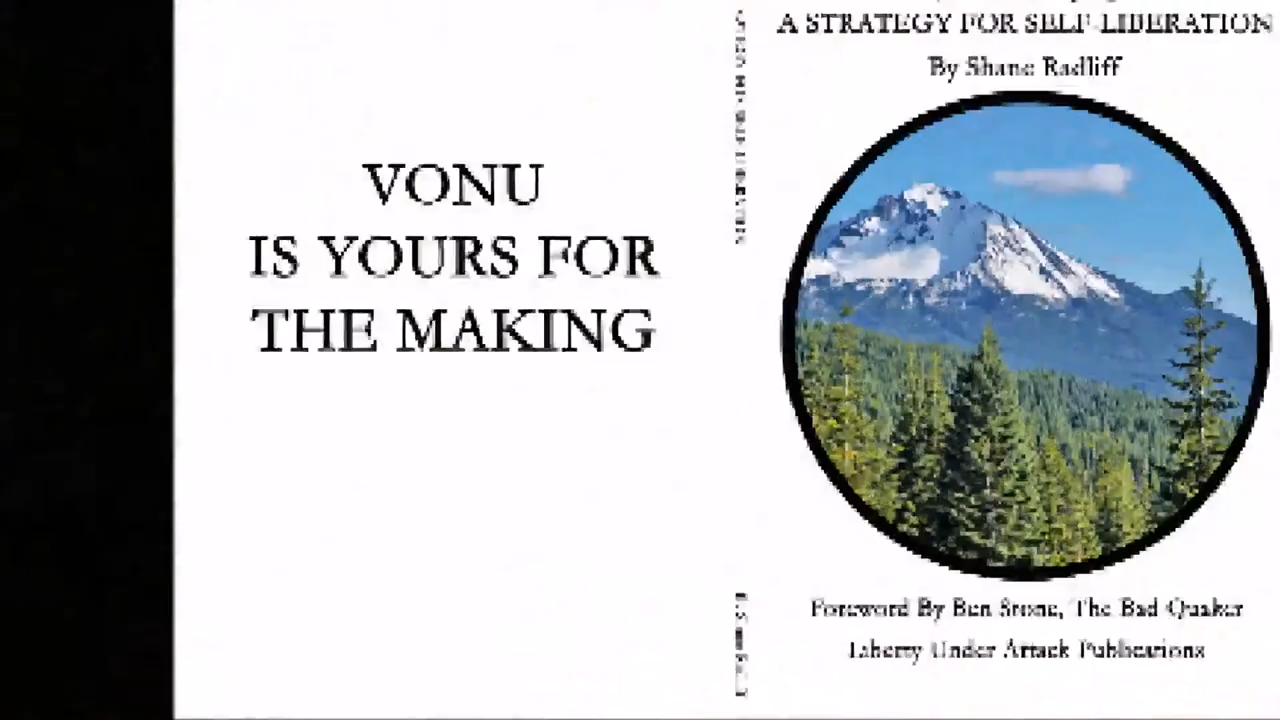 VONU
IS YOURS FOR
THE MAKING
A STRATEGY FOR SELF-LIBERATION
By Shane Radliff
Foreword By Ben Stone, The Bad Quaker
Liberty Under Attack Publications